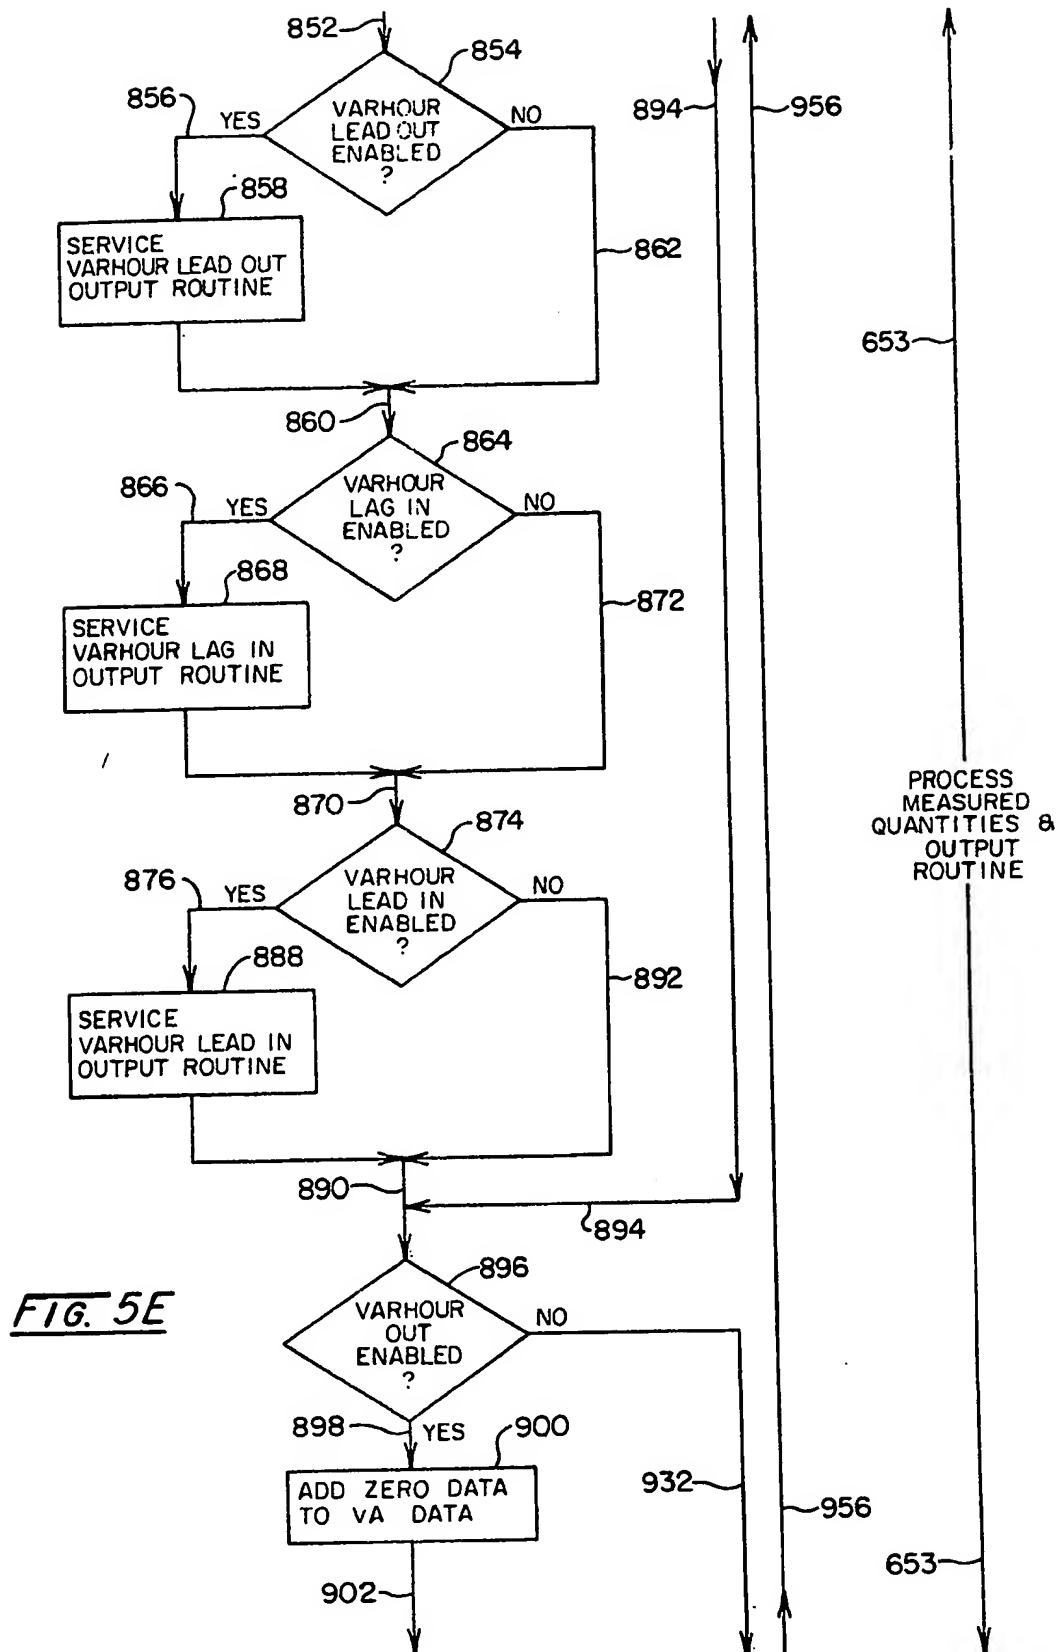 852
854
856
YES
VARHOUR
LEAD OUT
ENABLED
?
NO
894
956
858
SERVICE
VARHOUR LEAD OUT
OUTPUT ROUTINE
862
653
860
864
866
YES
VARHOUR
LAG IN
ENABLED
?
NO
868
SERVICE
VARHOUR LAG IN
OUTPUT ROUTINE
872
870
874
PROCESS
MEASURED
QUANTITIES &
OUTPUT
ROUTINE
876
YES
VARHOUR
LEAD IN
ENABLED
?
NO
888
SERVICE
VARHOUR LEAD IN
OUTPUT ROUTINE
892
890
894
896
FIG. 5E
VARHOUR
OUT
ENABLED
?
NO
898
YES
900
ADD ZERO DATA
TO VA DATA
932
956
902
653